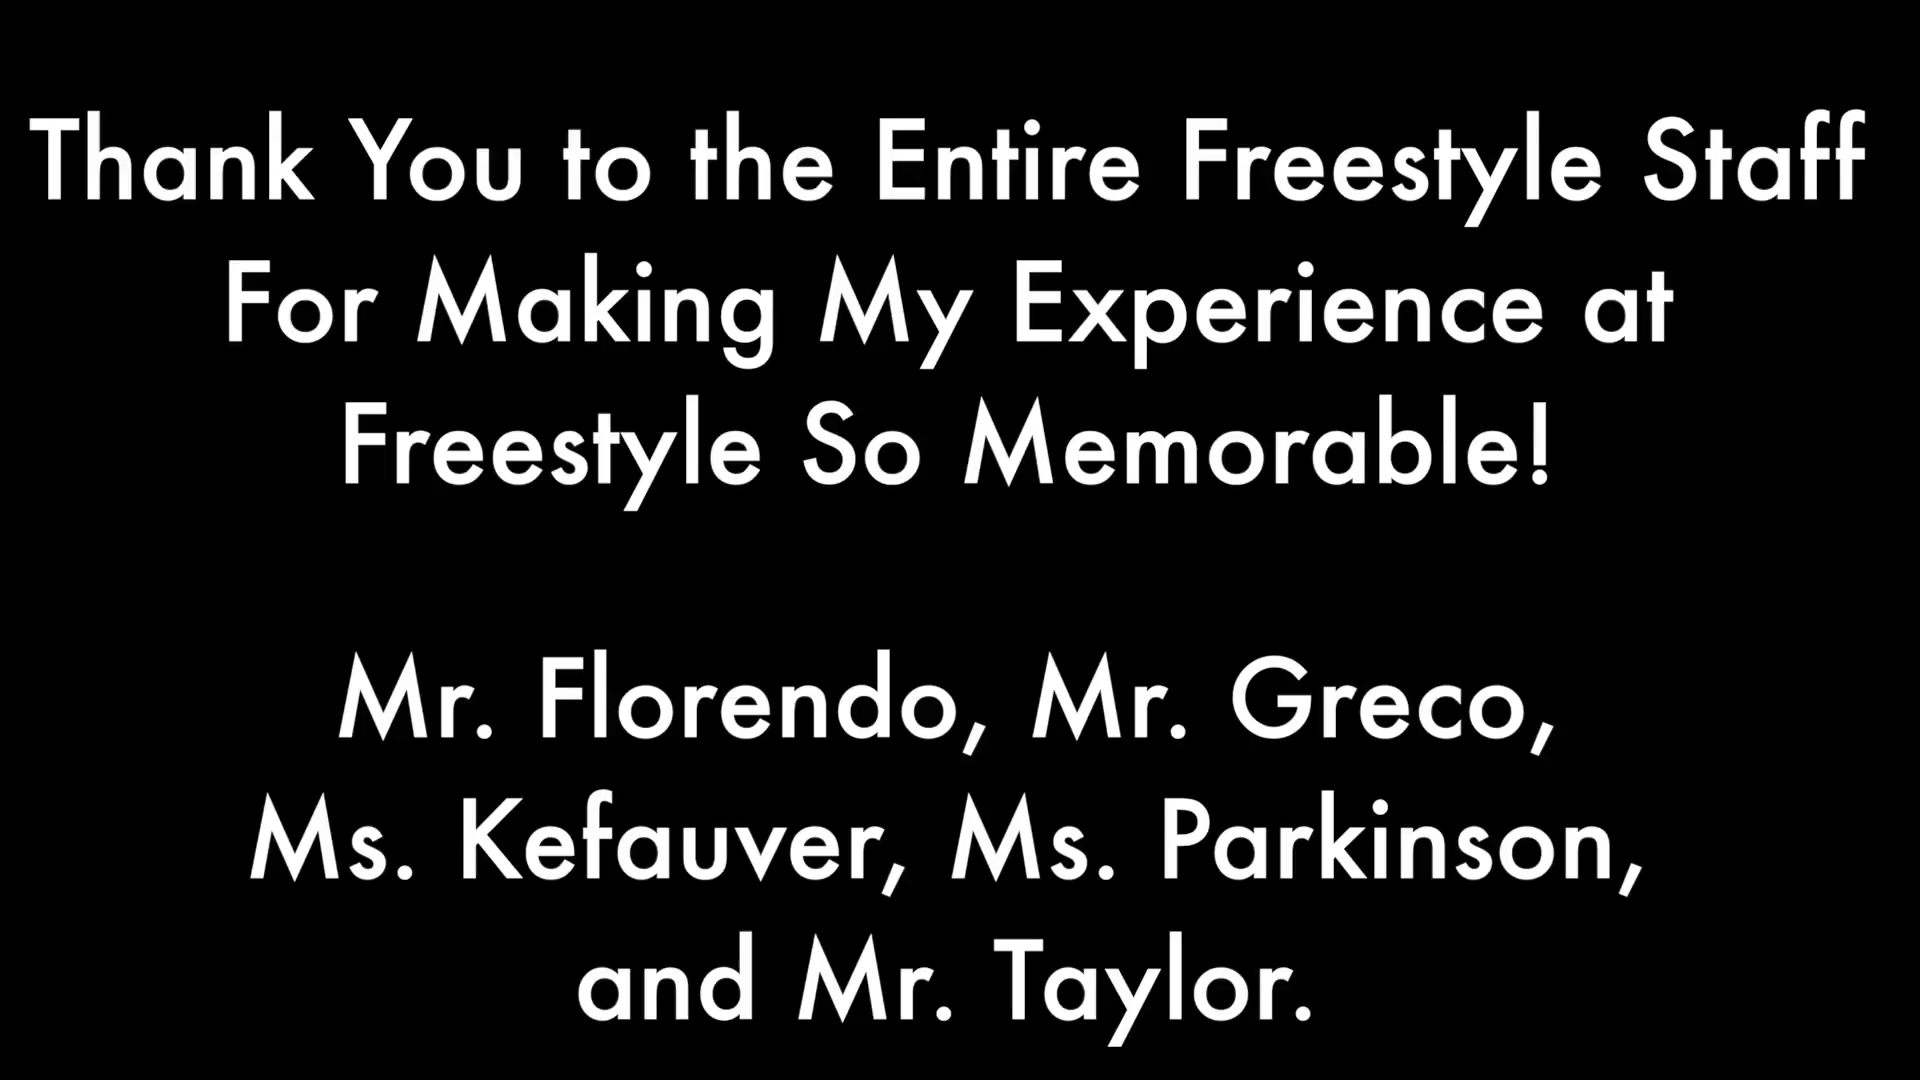 Thank You to the Entire Freestyle Staff
For Making My Experience at
Freestyle So Memorable!
Mr. Florendo, Mr. Greco,
Ms. Kefauver, Ms. Parkinson,
and Mr. Taylor.